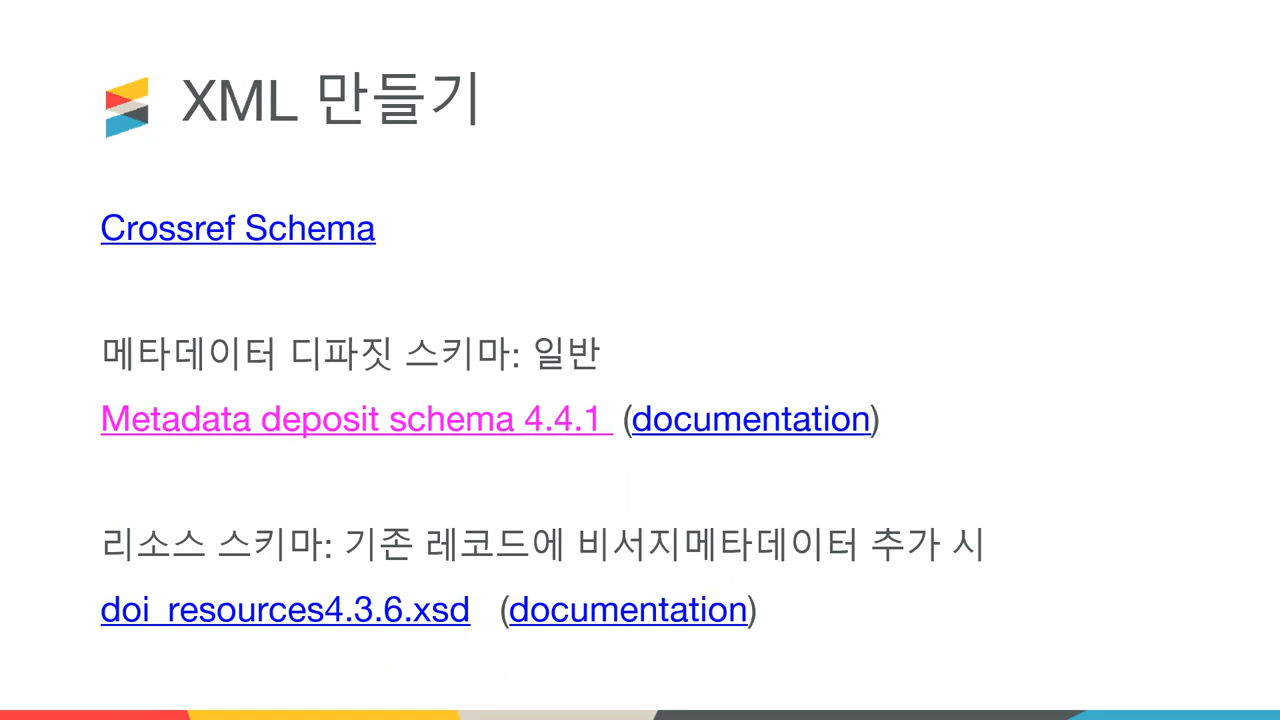 XML 만들기
Crossref Schema
메타데이터 디파짓 스키마: 일반
Metadata deposit schema 4.4.1 (documentation)
리소스 스키마: 기존 레코드에 비서지메타데이터 추가 시
doi_resources4.3.6.xsd (documentation)